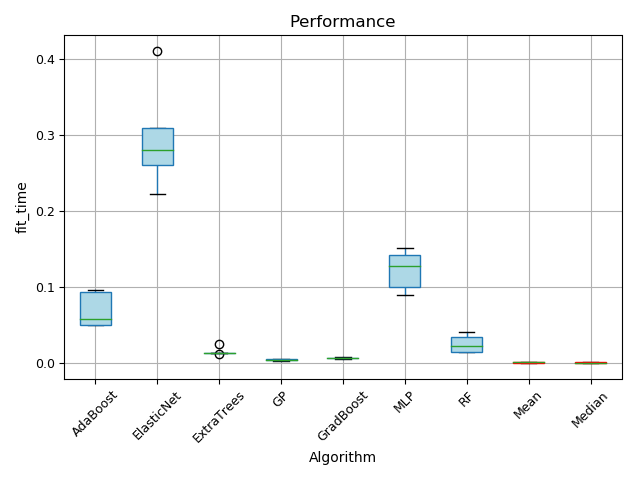 Performance
fit_time
0.4
0.3
0.2
0.1
0.0
AdaBoost
ElasticNet
ExtraTrees
GP
GradBoost
MLP
RF
Mean
Median
Algorithm